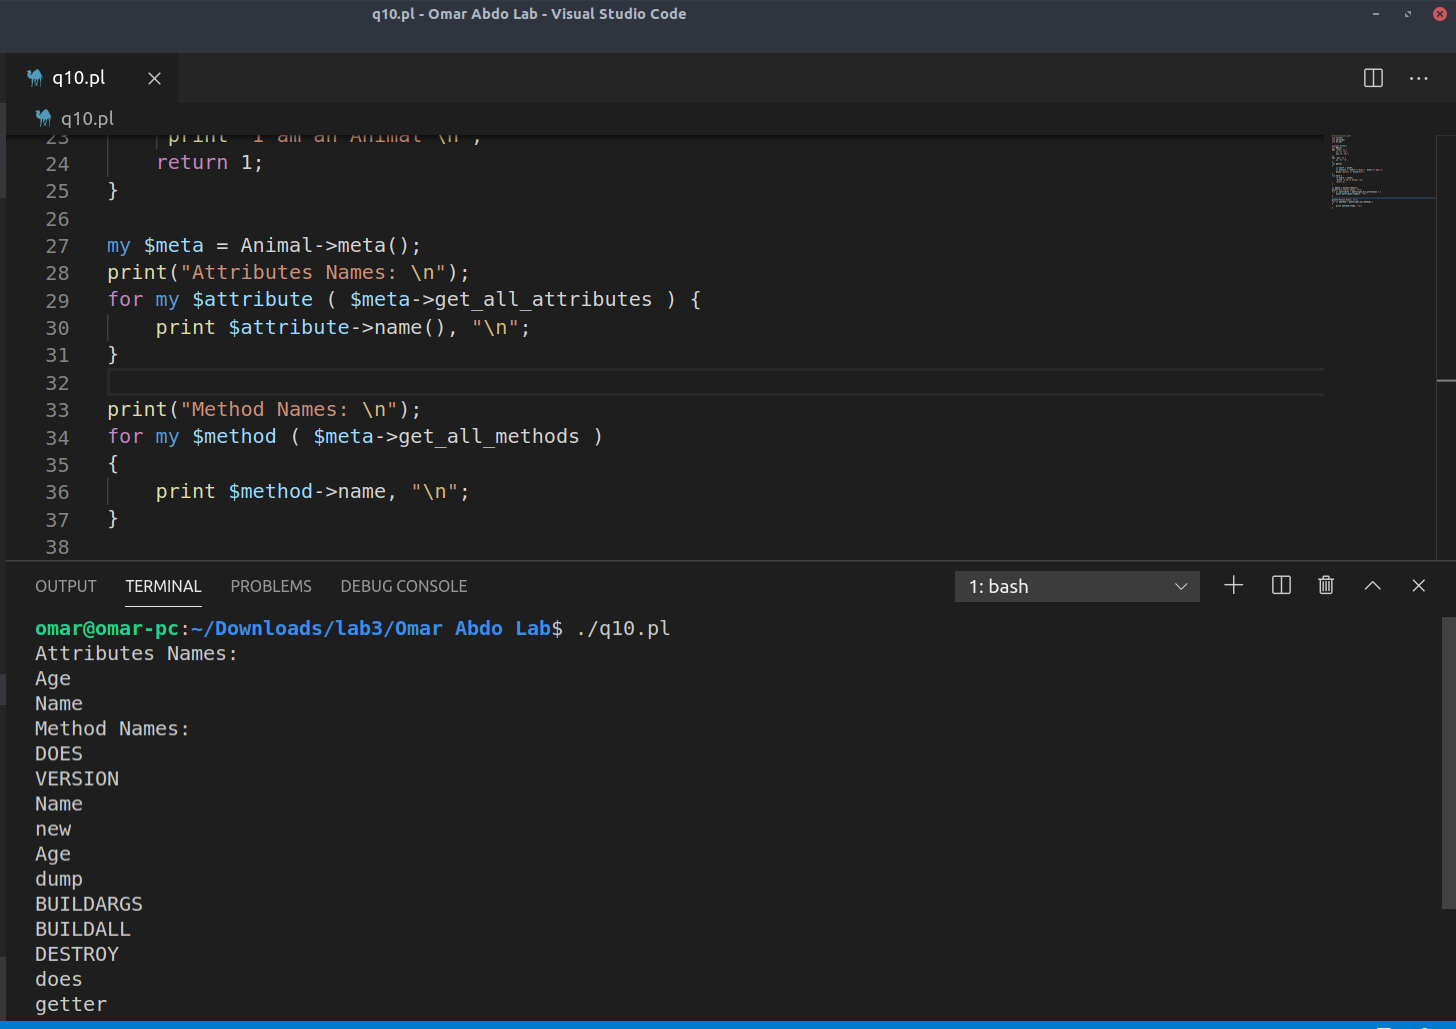 q10.pl - Omar Abdo Lab - Visual Studio Code
q10.pl
q10.pl
23 print "I am an Animal \n";
24 return 1;
25 }
26
27 my $meta = Animal->meta();
28 print("Attributes Names: \n");
29 for my $attribute ( $meta->get_all_attributes ) {
30 print $attribute->name(), "\n";
31 }
32
33 print("Method Names: \n");
34 for my $method ( $meta->get_all_methods )
35 {
36 print $method->name, "\n";
37 }
38
OUTPUT TERMINAL PROBLEMS DEBUG CONSOLE 1: bash
omar@omar-pc:~/Downloads/lab3/Omar Abdo Lab$ ./q10.pl
Attributes Names:
Age
Name
Method Names:
DOES
VERSION
Name
new
Age
dump
BUILDARGS
BUILDALL
DESTROY
does
getter